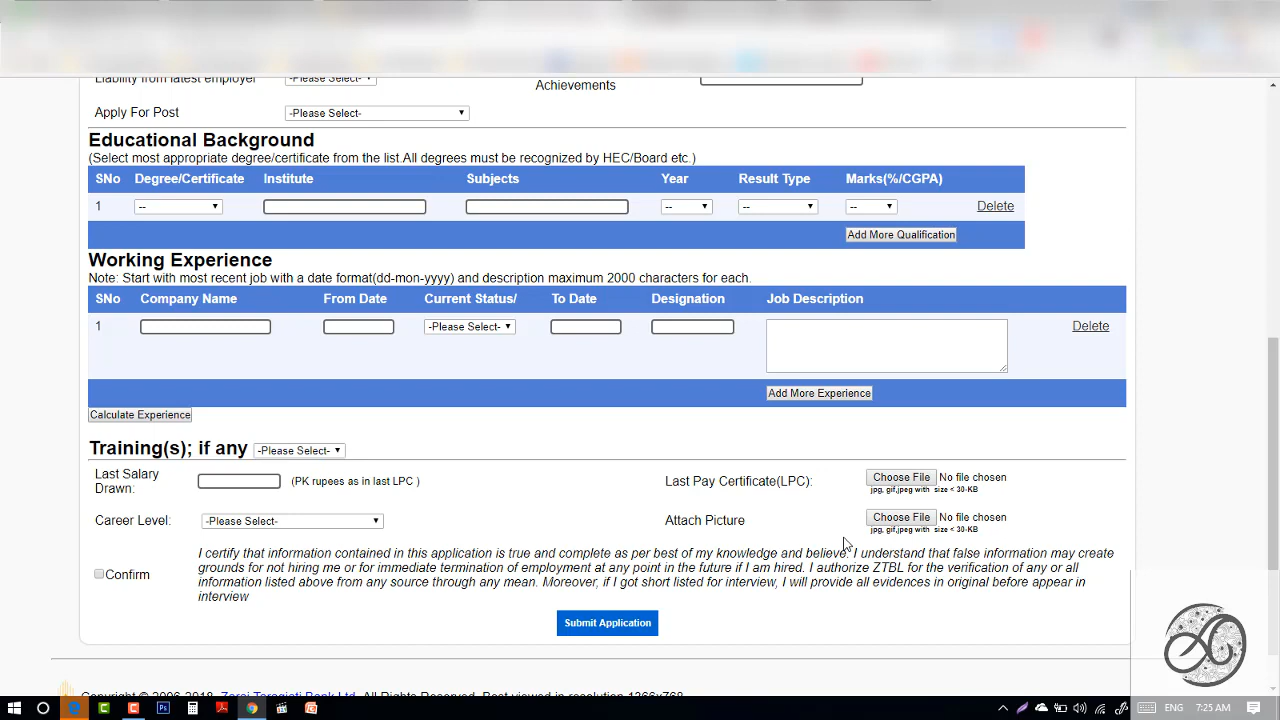 Liability from latest employer -Please Select- Achievements
Apply For Post -Please Select-
Educational Background
(Select most appropriate degree/certificate from the list.All degrees must be recognized by HEC/Board etc.)
SNo Degree/Certificate Institute Subjects Year Result Type Marks(%/CGPA)
1 -- -- -- -- Delete
Add More Qualification
Working Experience
Note: Start with most recent job with a date format(dd-mon-yyyy) and description maximum 2000 characters for each.
SNo Company Name From Date Current Status/ To Date Designation Job Description
1 -Please Select- Delete
Add More Experience
Calculate Experience
Training(s); if any -Please Select-
Last Salary Drawn: (PK rupees as in last LPC ) Last Pay Certificate(LPC): Choose File No file chosen
jpg, gif,jpeg with size < 30-KB
Career Level: -Please Select- Attach Picture Choose File No file chosen
jpg, gif,jpeg with size < 30-KB
I certify that information contained in this application is true and complete as per best of my knowledge and believe. I understand that false information may create
Confirm grounds for not hiring me or for immediate termination of employment at any point in the future if I am hired. I authorize ZTBL for the verification of any or all
information listed above from any source through any mean. Moreover, if I got short listed for interview, I will provide all evidences in original before appear in
interview
Submit Application
Copyright © 2006-2018, Zarai Taraqiati Bank Ltd. All Rights Reserved. Best viewed in resolution 1366x768
ENG 7:25 AM